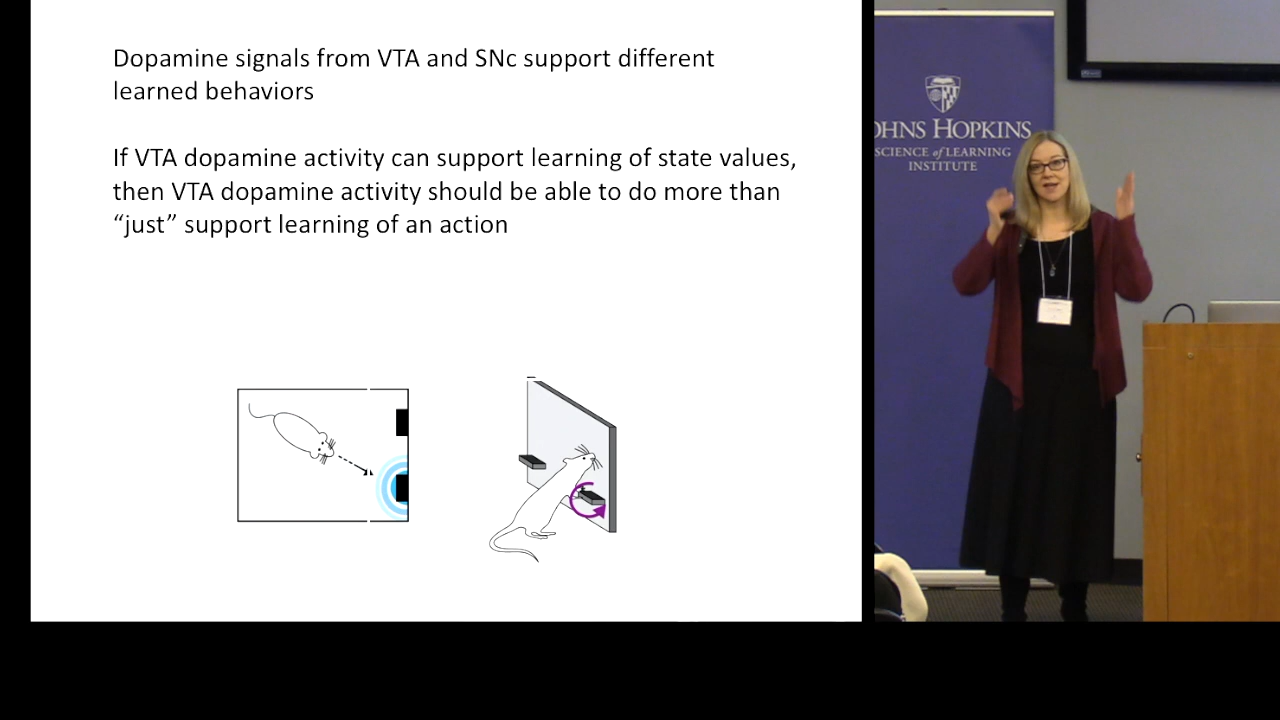 Dopamine signals from VTA and SNc support different
learned behaviors
If VTA dopamine activity can support learning of state values,
then VTA dopamine activity should be able to do more than
“just” support learning of an action
OHNS HOPKINS
SCIENCE of LEARNING
INSTITUTE